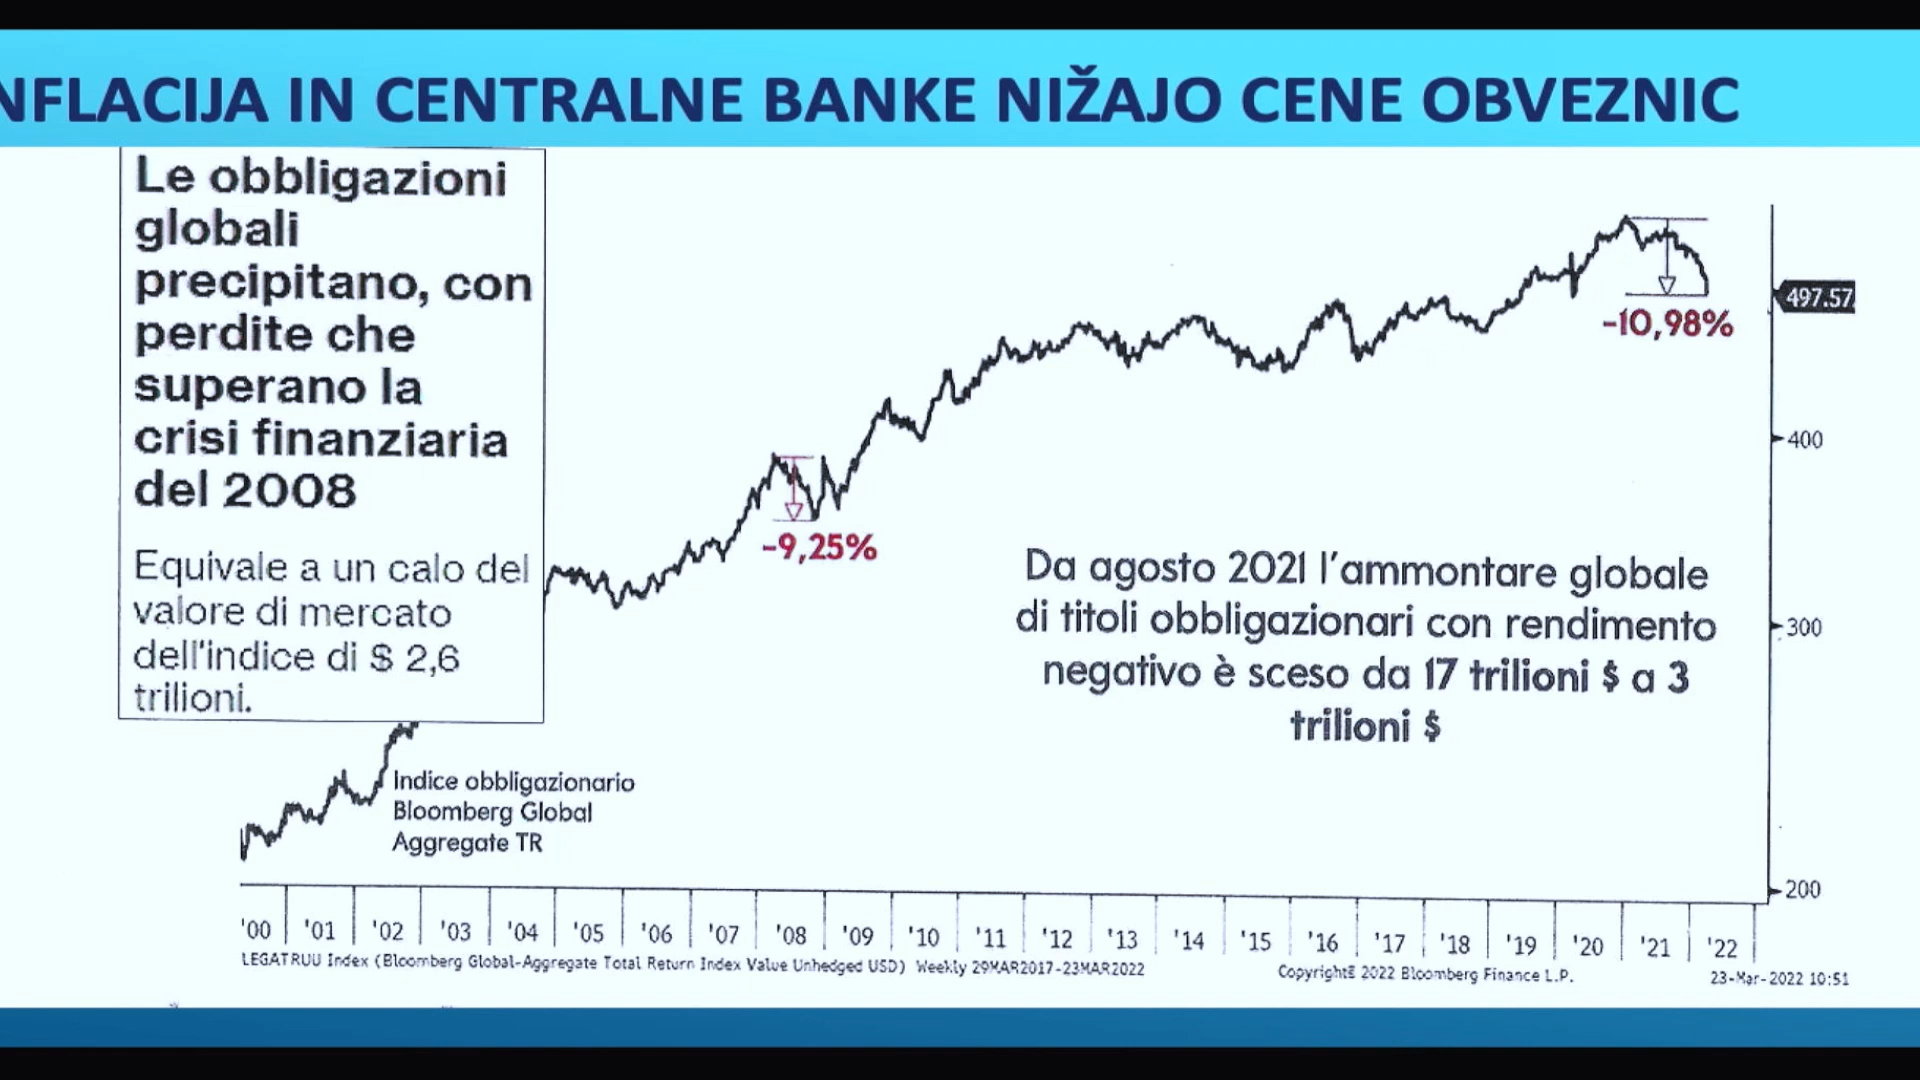 NFLACIJA IN CENTRALNE BANKE NIŽAJO CENE OBVEZNIC
Le obbligazioni
globali
precipitano, con
perdite che
superano la
crisi finanziaria
del 2008
Equivale a un calo del
valore di mercato
dell'indice di $ 2,6
trilioni.
497.57
-10,98%
400
-9,25%
Da agosto 2021 l'ammontare globale
di titoli obbligazionari con rendimento
negativo è sceso da 17 trilioni $ a 3
trilioni $
300
Indice obbligazionario
Bloomberg Global
Aggregate TR
200
'00 '01 '02 '03 '04 '05 '06 '07 '08 '09 '10 '11 '12 '13 '14 '15 '16 '17 '18 '19 '20 '21 '22
LEGATRUU Index (Bloomberg Global-Aggregate Total Return Index Value Unhedged USD) Weekly 29MAR2017-23MAR2022
Copyright© 2022 Bloomberg Finance L.P.
23-Mar-2022 10:51